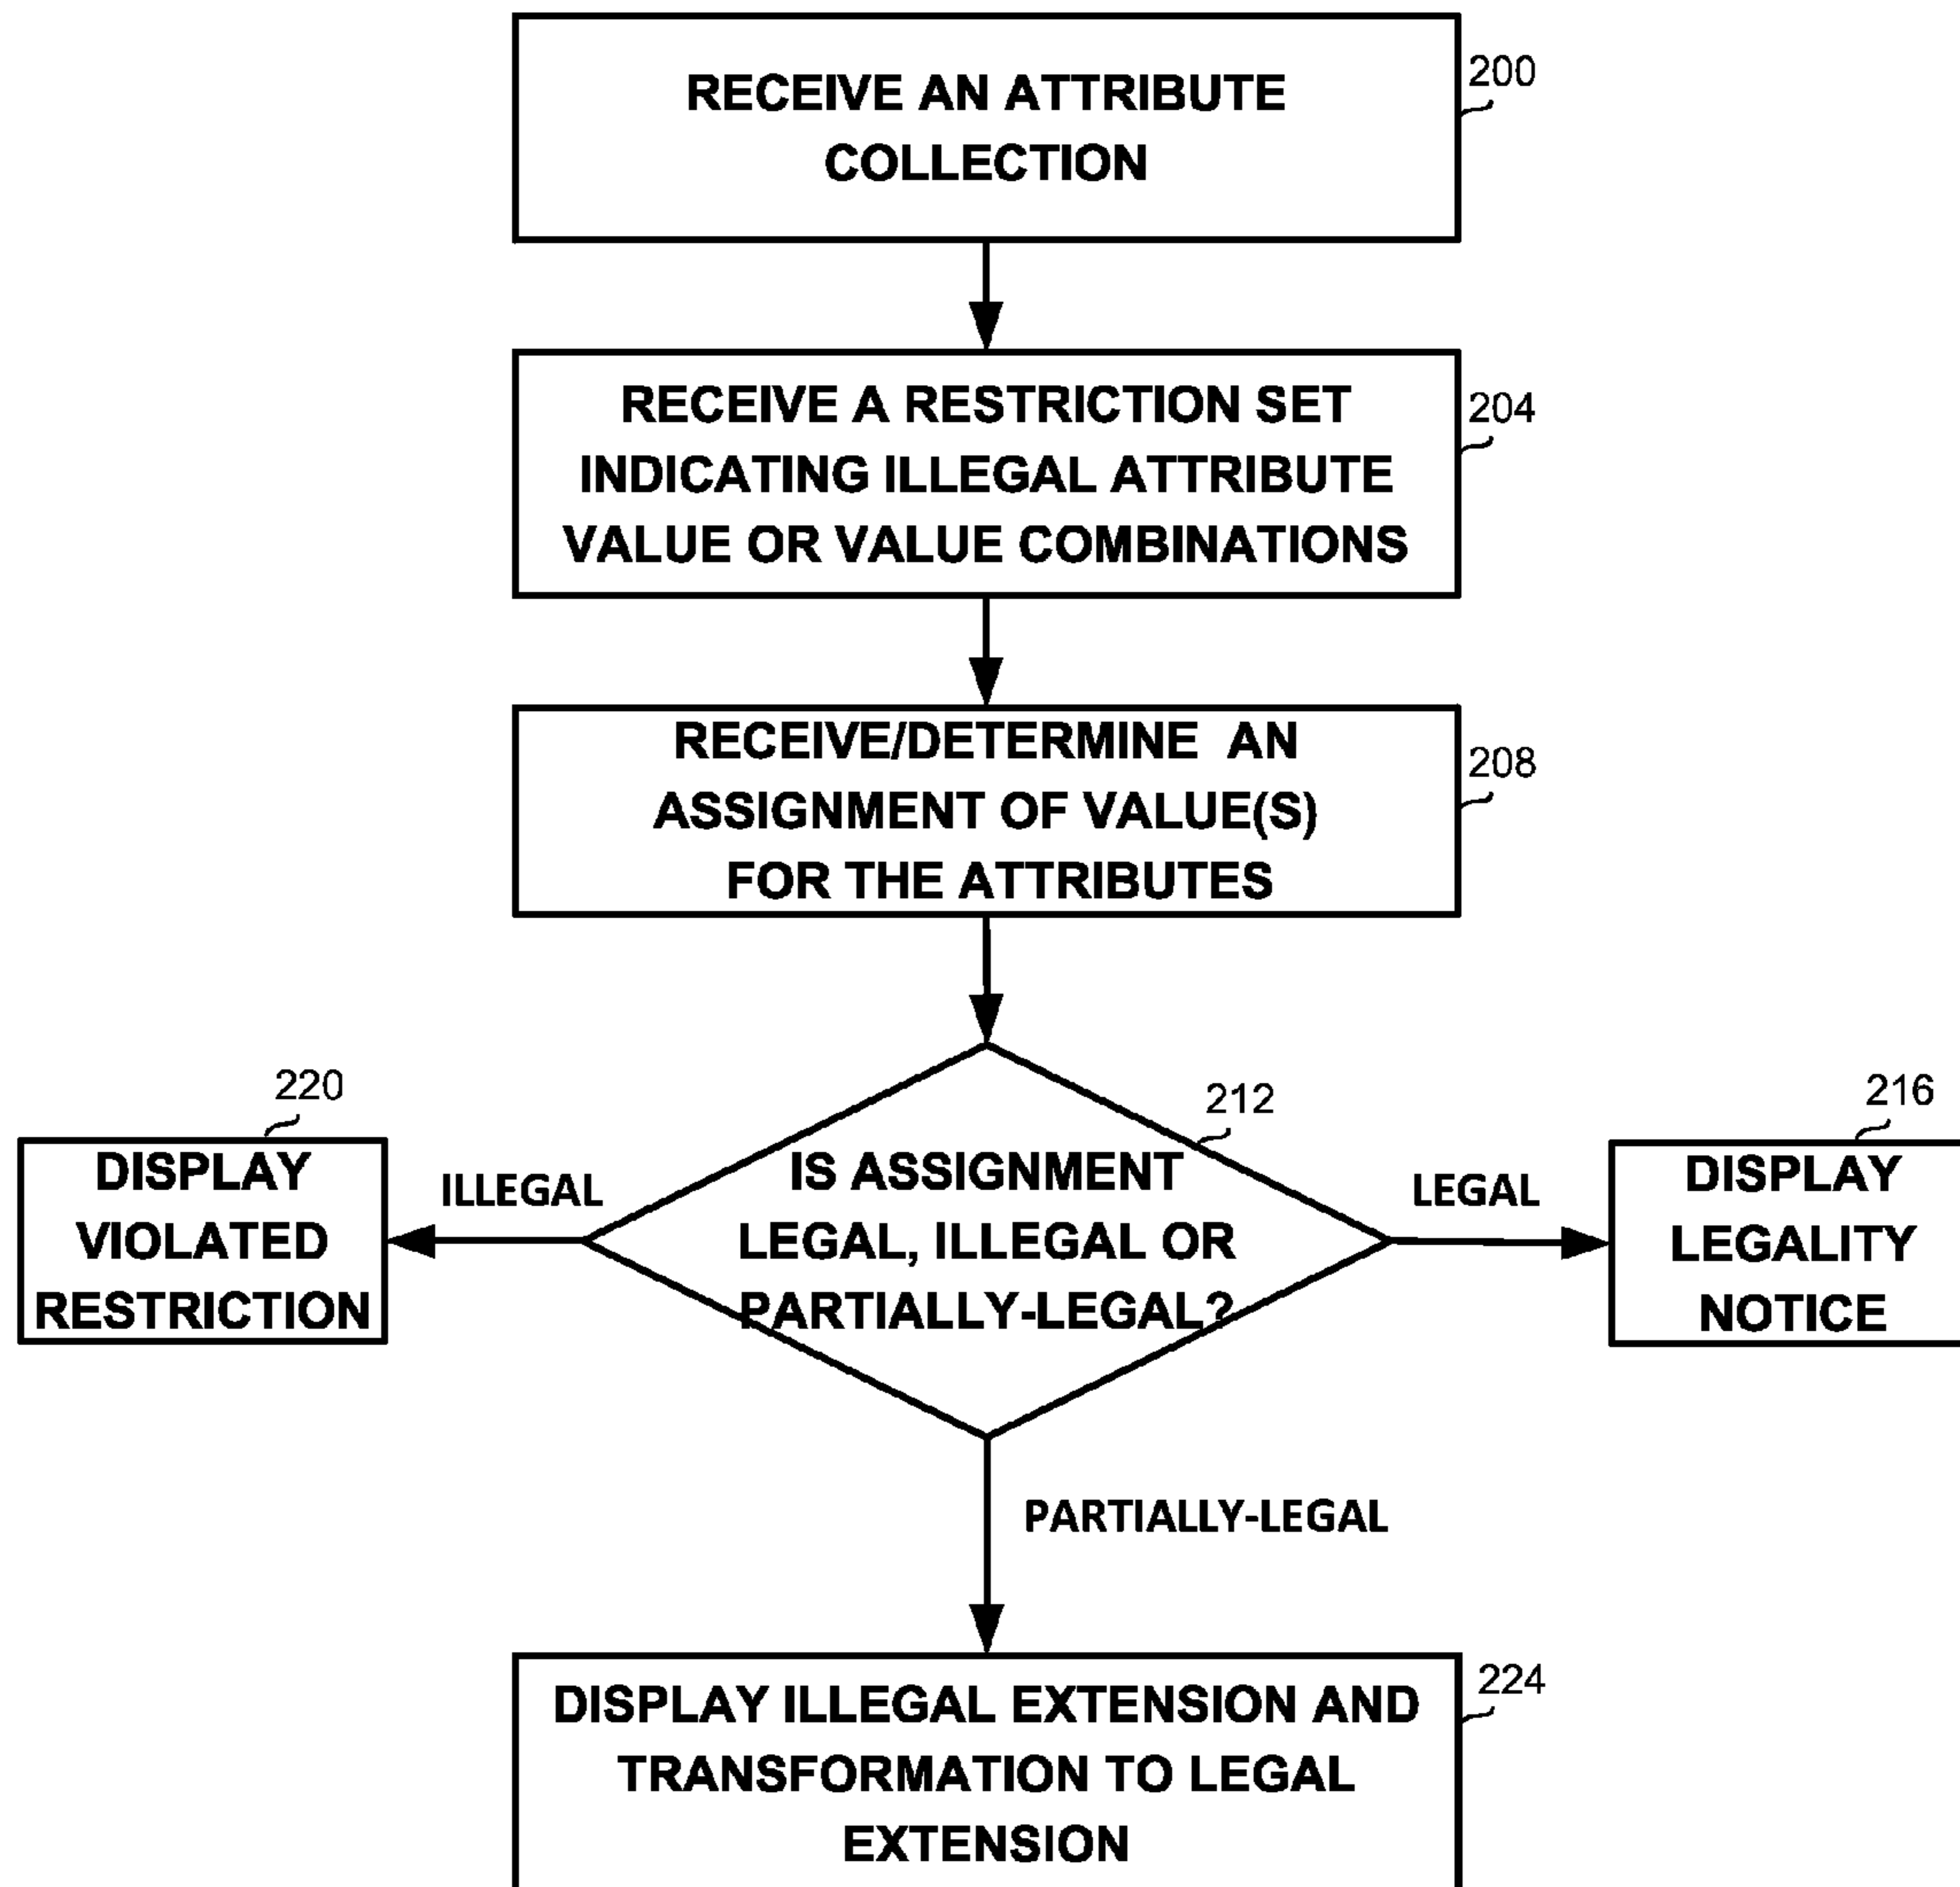 RECEIVE AN ATTRIBUTE
COLLECTION
200
RECEIVE A RESTRICTION SET
INDICATING ILLEGAL ATTRIBUTE
VALUE OR VALUE COMBINATIONS
204
RECEIVE/DETERMINE AN
ASSIGNMENT OF VALUE(S)
FOR THE ATTRIBUTES
208
220
DISPLAY
VIOLATED
RESTRICTION
ILLEGAL
212
IS ASSIGNMENT
LEGAL, ILLEGAL OR
PARTIALLY-LEGAL?
LEGAL
216
DISPLAY
LEGALITY
NOTICE
PARTIALLY-LEGAL
224
DISPLAY ILLEGAL EXTENSION AND
TRANSFORMATION TO LEGAL
EXTENSION